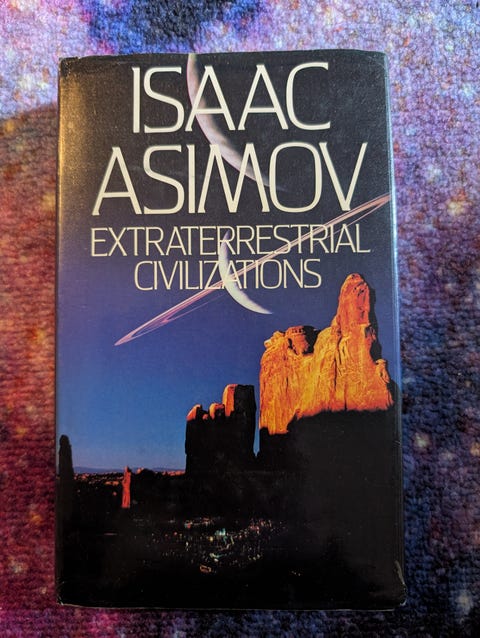 ISAAC
ASIMOV
EXTRATERRESTRIAL
CIVILIZATIONS